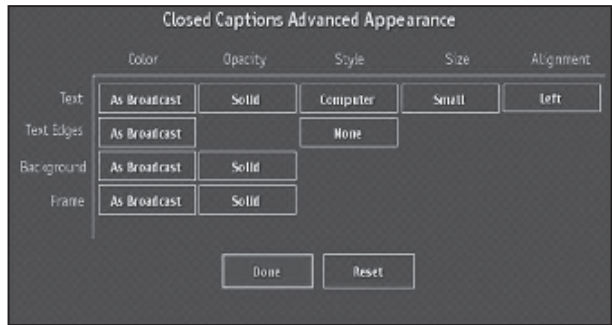 Closed Captions Advanced Appearance
Color Opacity Style Size Alignment
Text As Broadcast Solid Computer Small Left
Text Edges As Broadcast None
Background As Broadcast Solid
Frame As Broadcast Solid
Done Reset